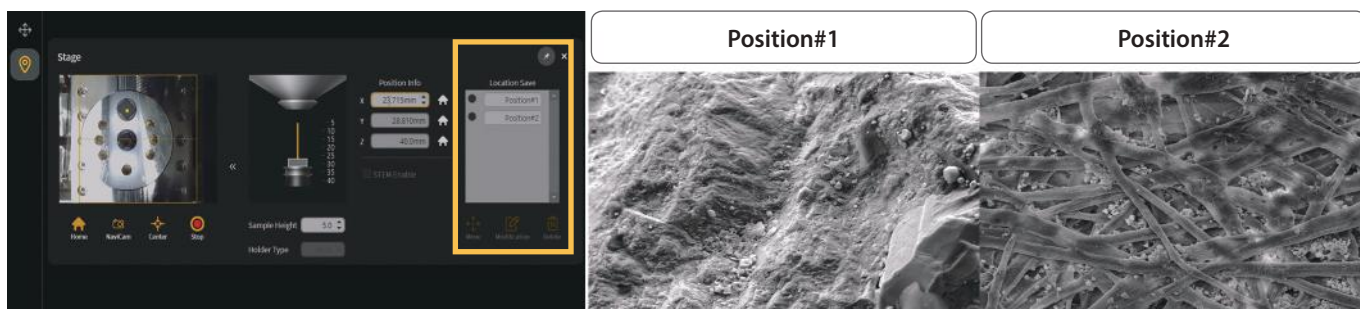 Stage
Position Info
X 23.715mm
Y 28.810mm
Z 40.0mm
STEM Enable
5
10
15
20
25
30
35
40
Sample Height 5.0
Holder Type
Home
NaviCam
Center
Stop
Location Save
Position#1
Position#2
Move
Modification
Delete
Position#1
Position#2